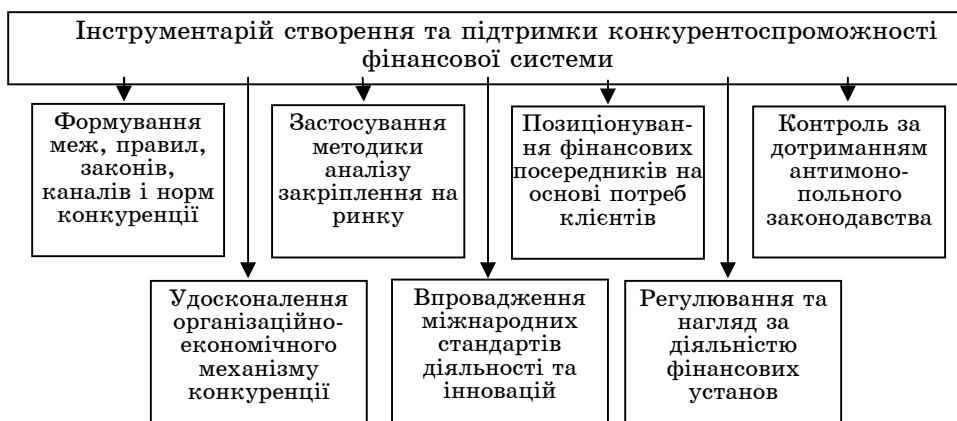 Інструментарій створення та підтримки конкурентоспроможності
фінансової системи
Формування
меж, правил,
законів,
каналів і норм
конкуренції
Застосування
методики
аналізу
закріплення на
ринку
Позиціонуван-
ня фінансових
посередників на
основі потреб
клієнтів
Контроль за
дотриманням
антимоно-
польного
законодавства
Удосконалення
організаційно-
економічного
механізму
конкуренції
Впровадження
міжнародних
стандартів
діяльності та
інновацій
Регулювання та
нагляд за
діяльністю
фінансових
установ